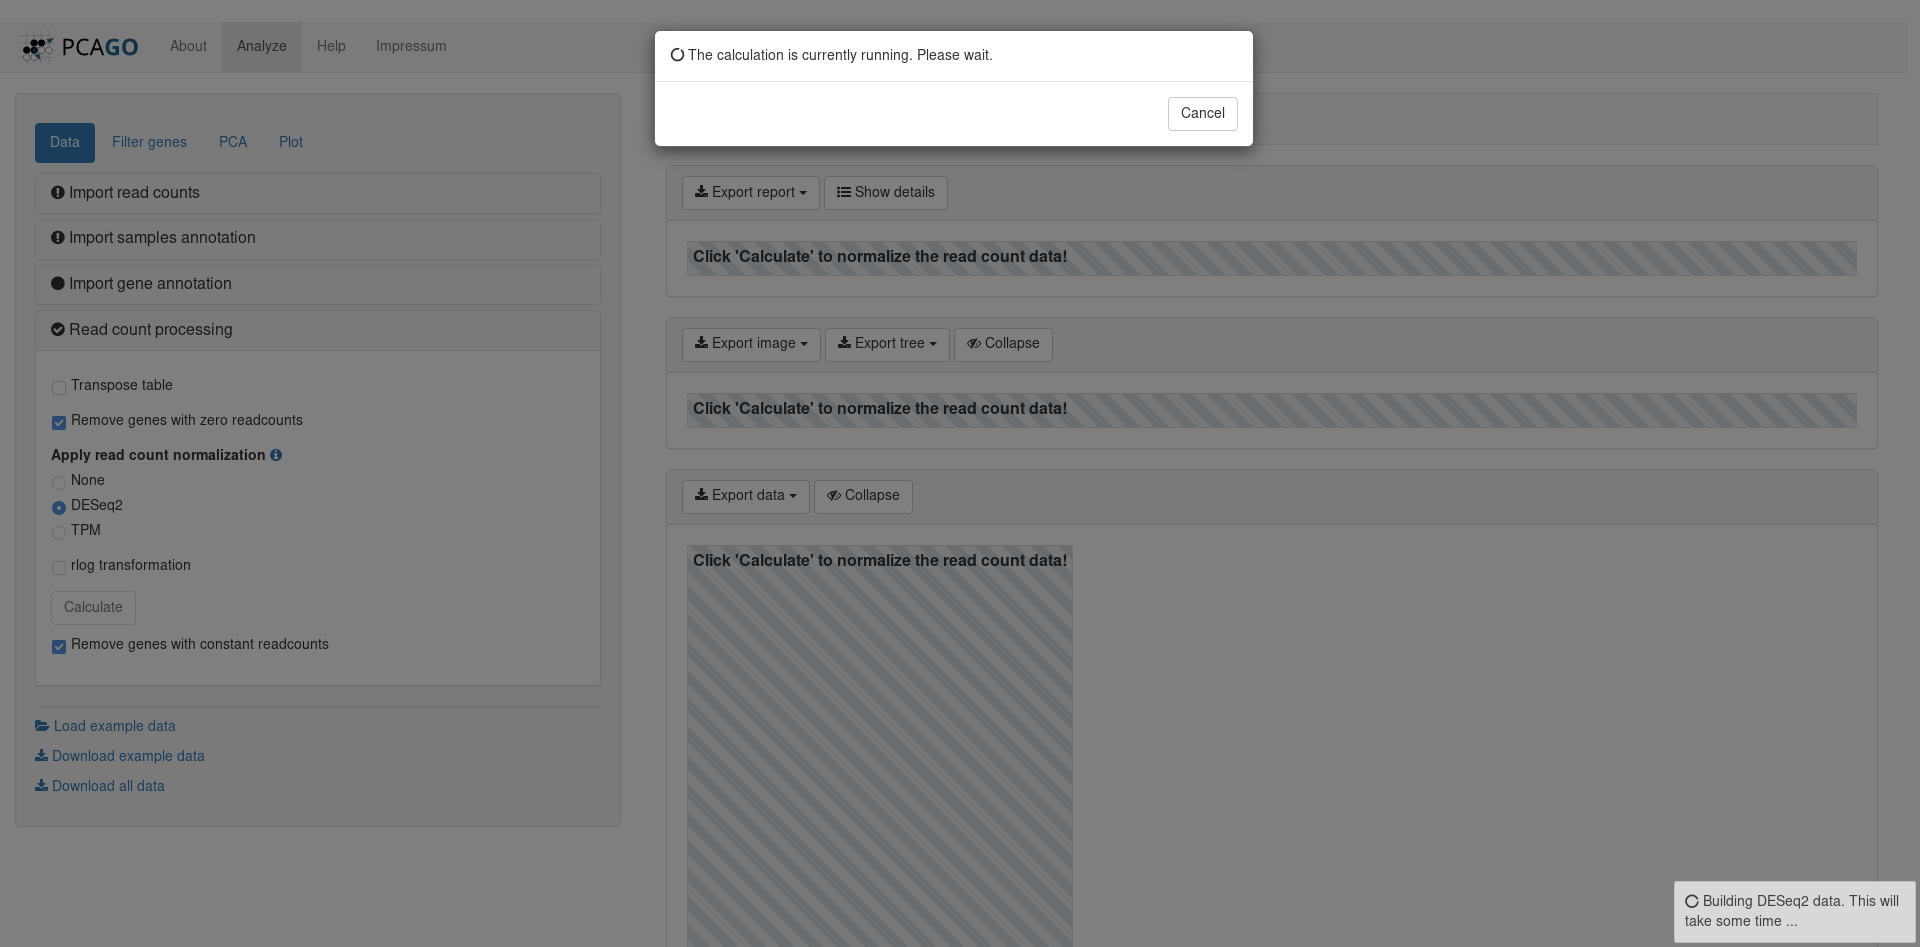 PCAGO
About
Analyze
Help
Impressum
The calculation is currently running. Please wait.
Cancel
Data
Filter genes
PCA
Plot
Import read counts
Import samples annotation
Import gene annotation
Read count processing
Transpose table
Remove genes with zero readcounts
Apply read count normalization
None
DESeq2
TPM
rlog transformation
Calculate
Remove genes with constant readcounts
Load example data
Download example data
Download all data
Export report
Show details
Click 'Calculate' to normalize the read count data!
Export image
Export tree
Collapse
Click 'Calculate' to normalize the read count data!
Export data
Collapse
Click 'Calculate' to normalize the read count data!
Building DESeq2 data. This will
take some time ...